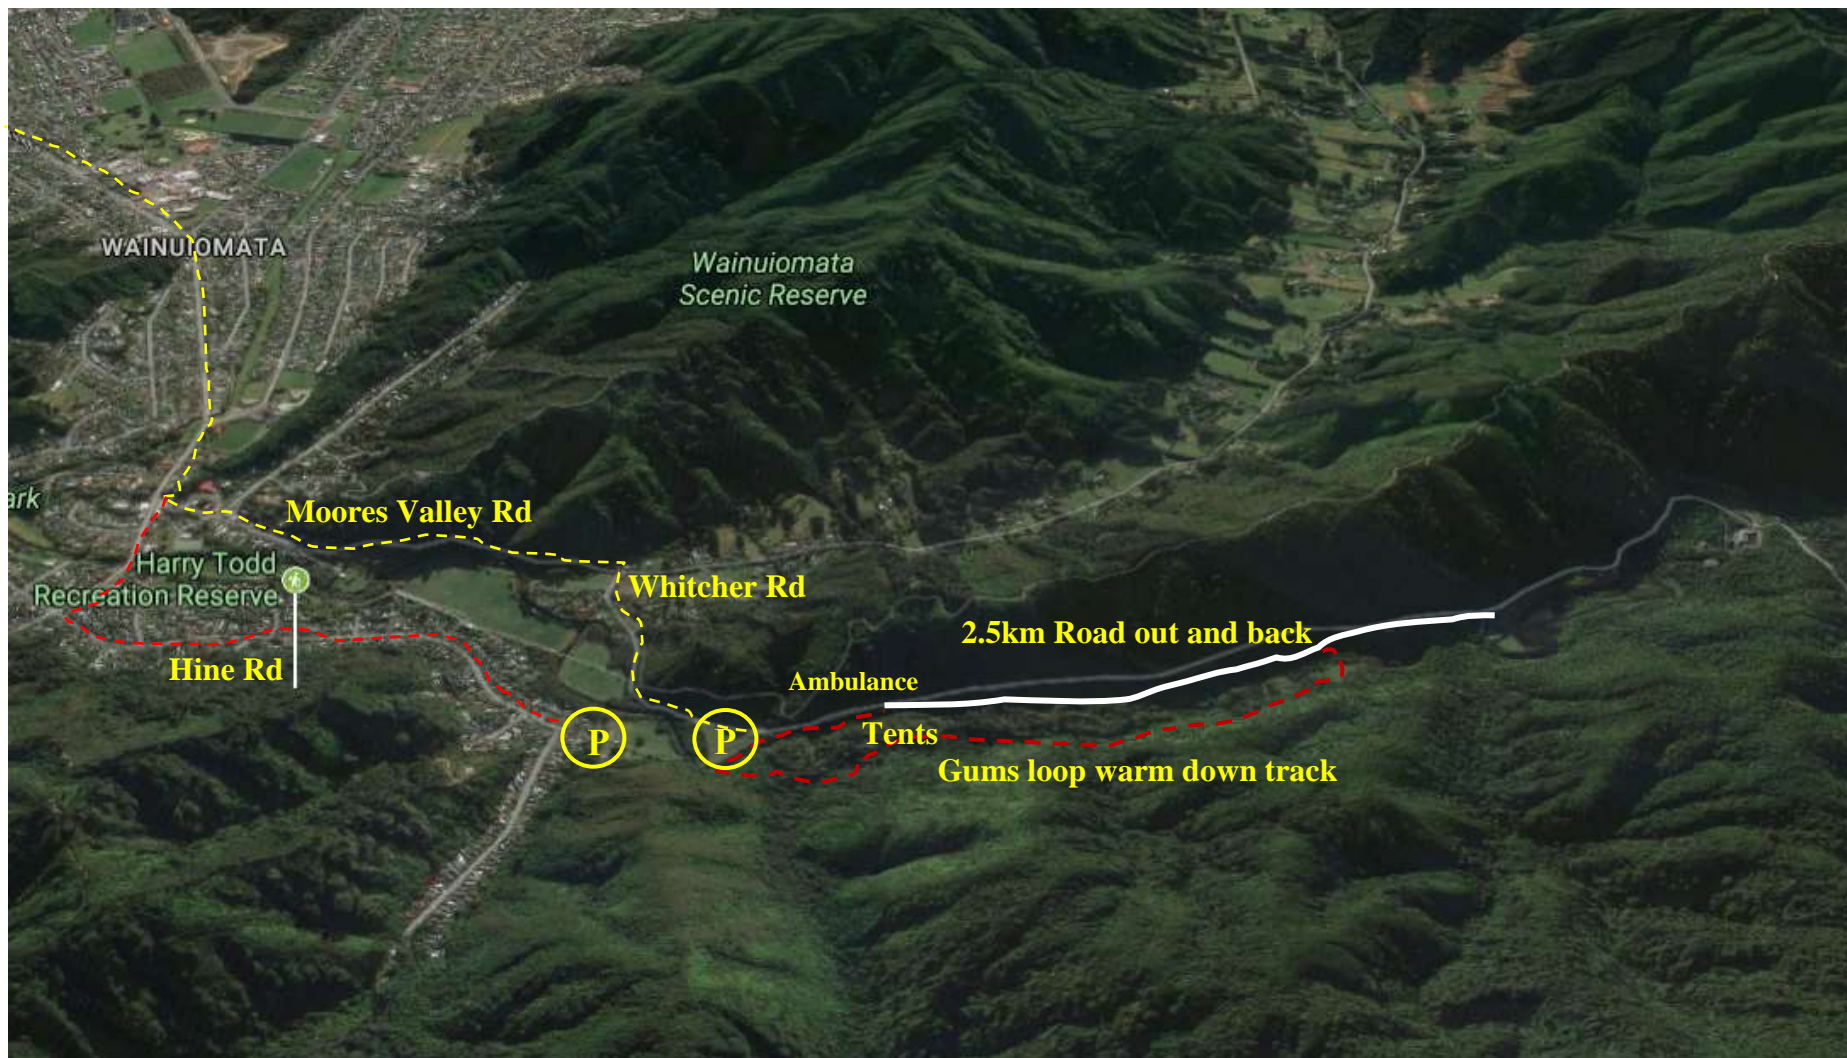 WAINUIOMATA
Wainuiomata
Scenic Reserve
ark
Moores Valley Rd
Harry Todd
Recreation Reserve
Whitcher Rd
2.5km Road out and back
Hine Rd
Ambulance
P
P
Tents
Gums loop warm down track